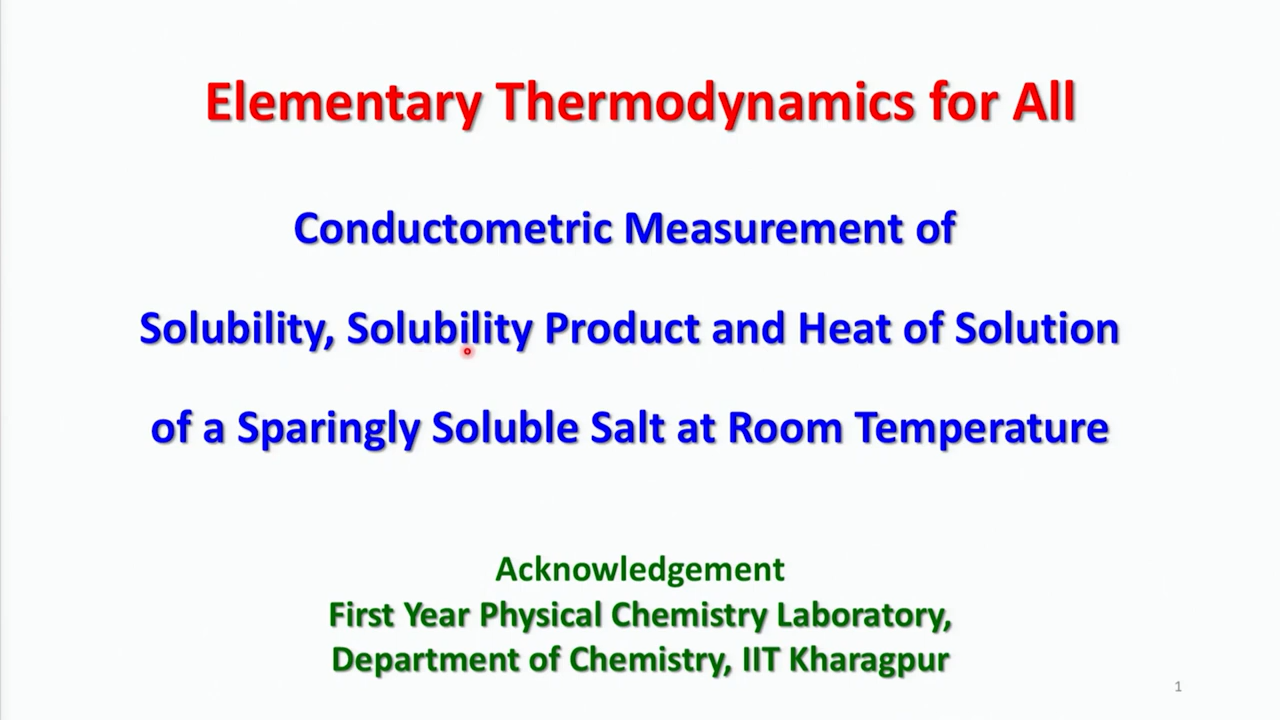 Elementary Thermodynamics for All
Conductometric Measurement of
Solubility, Solubility Product and Heat of Solution
of a Sparingly Soluble Salt at Room Temperature
Acknowledgement
First Year Physical Chemistry Laboratory,
Department of Chemistry, IIT Kharagpur
1